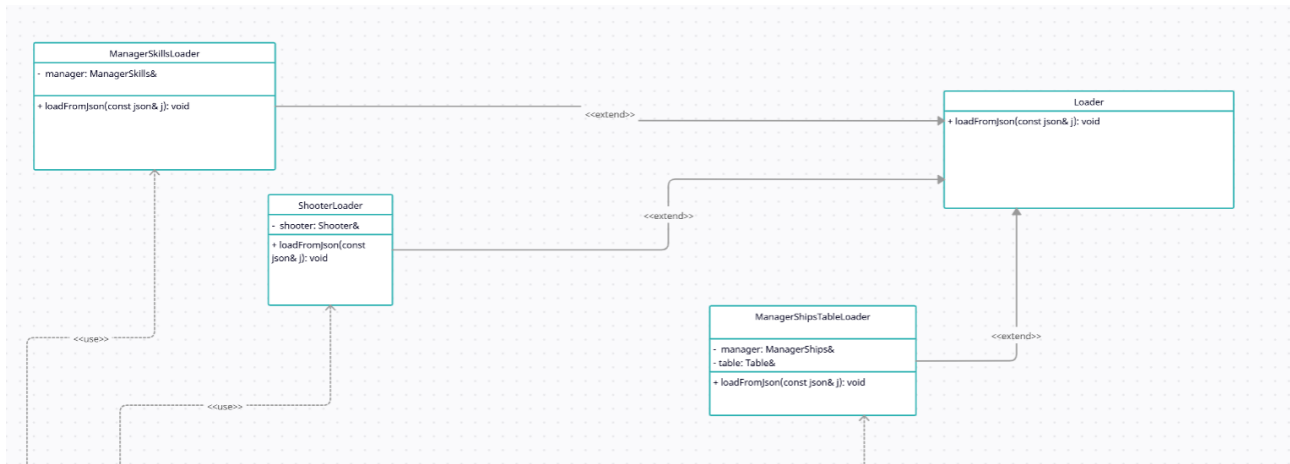 ManagerSkillsLoader
- manager: ManagerSkills&
+ loadFromJson(const json& j): void
<<extend>>
Loader
+ loadFromJson(const json& j): void
ShooterLoader
- shooter: Shooter&
+ loadFromJson(const
json& j): void
<<extend>>
ManagerShipsTableLoader
- manager: ManagerShips&
- table: Table&
+ loadFromJson(const json& j): void
<<extend>>
<<use>>
<<use>>